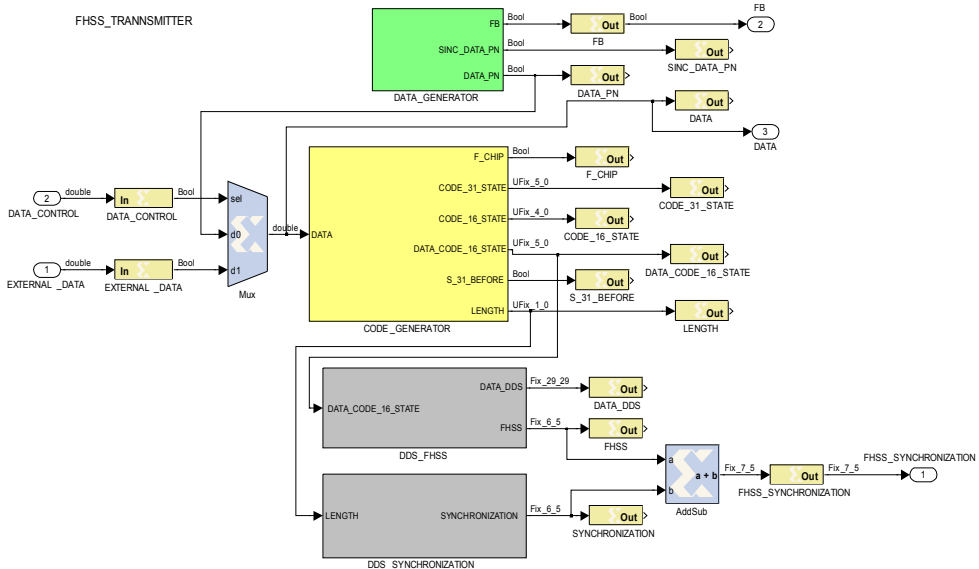 FHSS_TRANNSMITTER
FB
Bool
Out
FB
Bool
FB
2
SINC_DATA_PN
Bool
Out
SINC_DATA_PN
DATA_PN
Bool
Out
DATA_PN
DATA_GENERATOR
Out
DATA
3
DATA
F_CHIP
Bool
Out
F_CHIP
2
DATA_CONTROL
double
In
DATA_CONTROL
Bool
sel
d0
d1
Mux
double
1
EXTERNAL _DATA
double
In
EXTERNAL _DATA
Bool
DATA
CODE_31_STATE
UFix_5_0
Out
CODE_31_STATE
CODE_16_STATE
UFix_4_0
Out
CODE_16_STATE
DATA_CODE_16_STATE
UFix_5_0
Out
DATA_CODE_16_STATE
S_31_BEFORE
Bool
Out
S_31_BEFORE
LENGTH
UFix_1_0
Out
LENGTH
CODE_GENERATOR
DATA_CODE_16_STATE
DATA_DDS
Fix_29_29
Out
DATA_DDS
FHSS
Fix_6_5
Out
FHSS
DDS_FHSS
a
b
a + b
AddSub
Fix_7_5
Out
FHSS_SYNCHRONIZATION
Fix_7_5
FHSS_SYNCHRONIZATION
1
LENGTH
SYNCHRONIZATION
Fix_6_5
Out
SYNCHRONIZATION
DDS_SYNCHRONIZATION